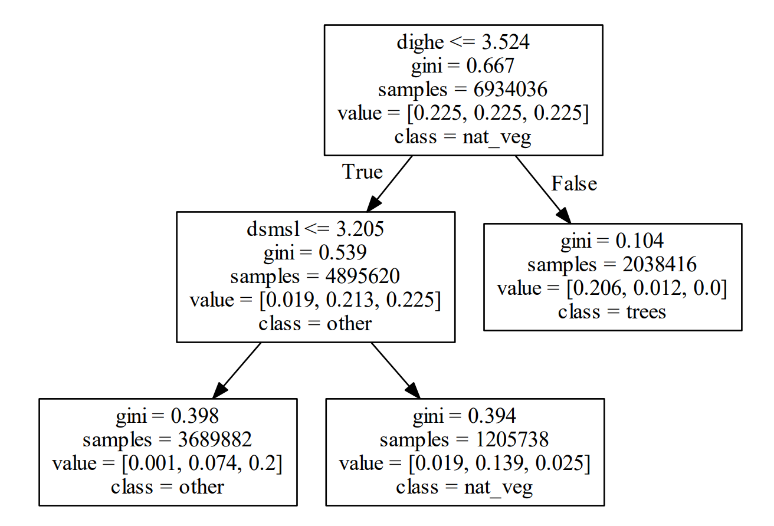 dighe <= 3.524
gini = 0.667
samples = 6934036
value = [0.225, 0.225, 0.225]
class = nat_veg
True
False
dsmsl <= 3.205
gini = 0.539
samples = 4895620
value = [0.019, 0.213, 0.225]
class = other
gini = 0.104
samples = 2038416
value = [0.206, 0.012, 0.0]
class = trees
gini = 0.398
samples = 3689882
value = [0.001, 0.074, 0.2]
class = other
gini = 0.394
samples = 1205738
value = [0.019, 0.139, 0.025]
class = nat_veg